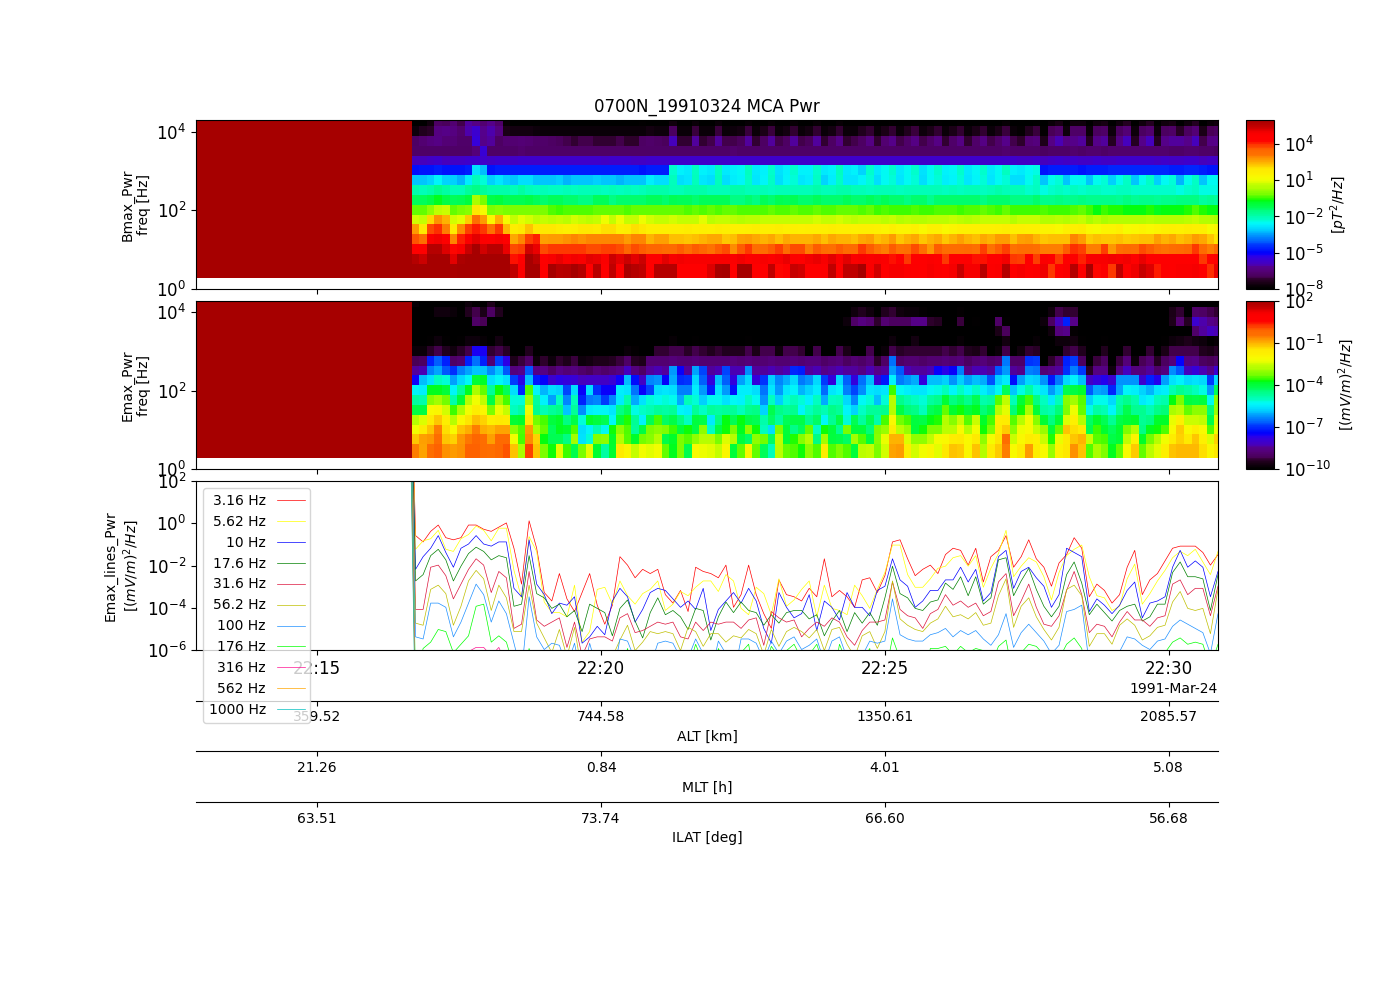 0700N_19910324 MCA Pwr
10^4
10^2
10^0
Bmax_Pwr
freq [Hz]
10^4
10^1
10^-2
10^-5
10^-8
[pT^2/Hz]
10^4
10^2
10^0
Emax_Pwr
freq [Hz]
10^2
10^-1
10^-4
10^-7
10^-10
[(mV/m)^2/Hz]
10^2
10^0
10^-2
10^-4
10^-6
Emax_lines_Pwr
[(mV/m)^2/Hz]
3.16 Hz
5.62 Hz
10 Hz
17.6 Hz
31.6 Hz
56.2 Hz
100 Hz
176 Hz
316 Hz
562 Hz
1000 Hz
22:15 22:20 22:25 22:30
1991-Mar-24
359.52 744.58 1350.61 2085.57
ALT [km]
21.26 0.84 4.01 5.08
MLT [h]
63.51 73.74 66.60 56.68
ILAT [deg]